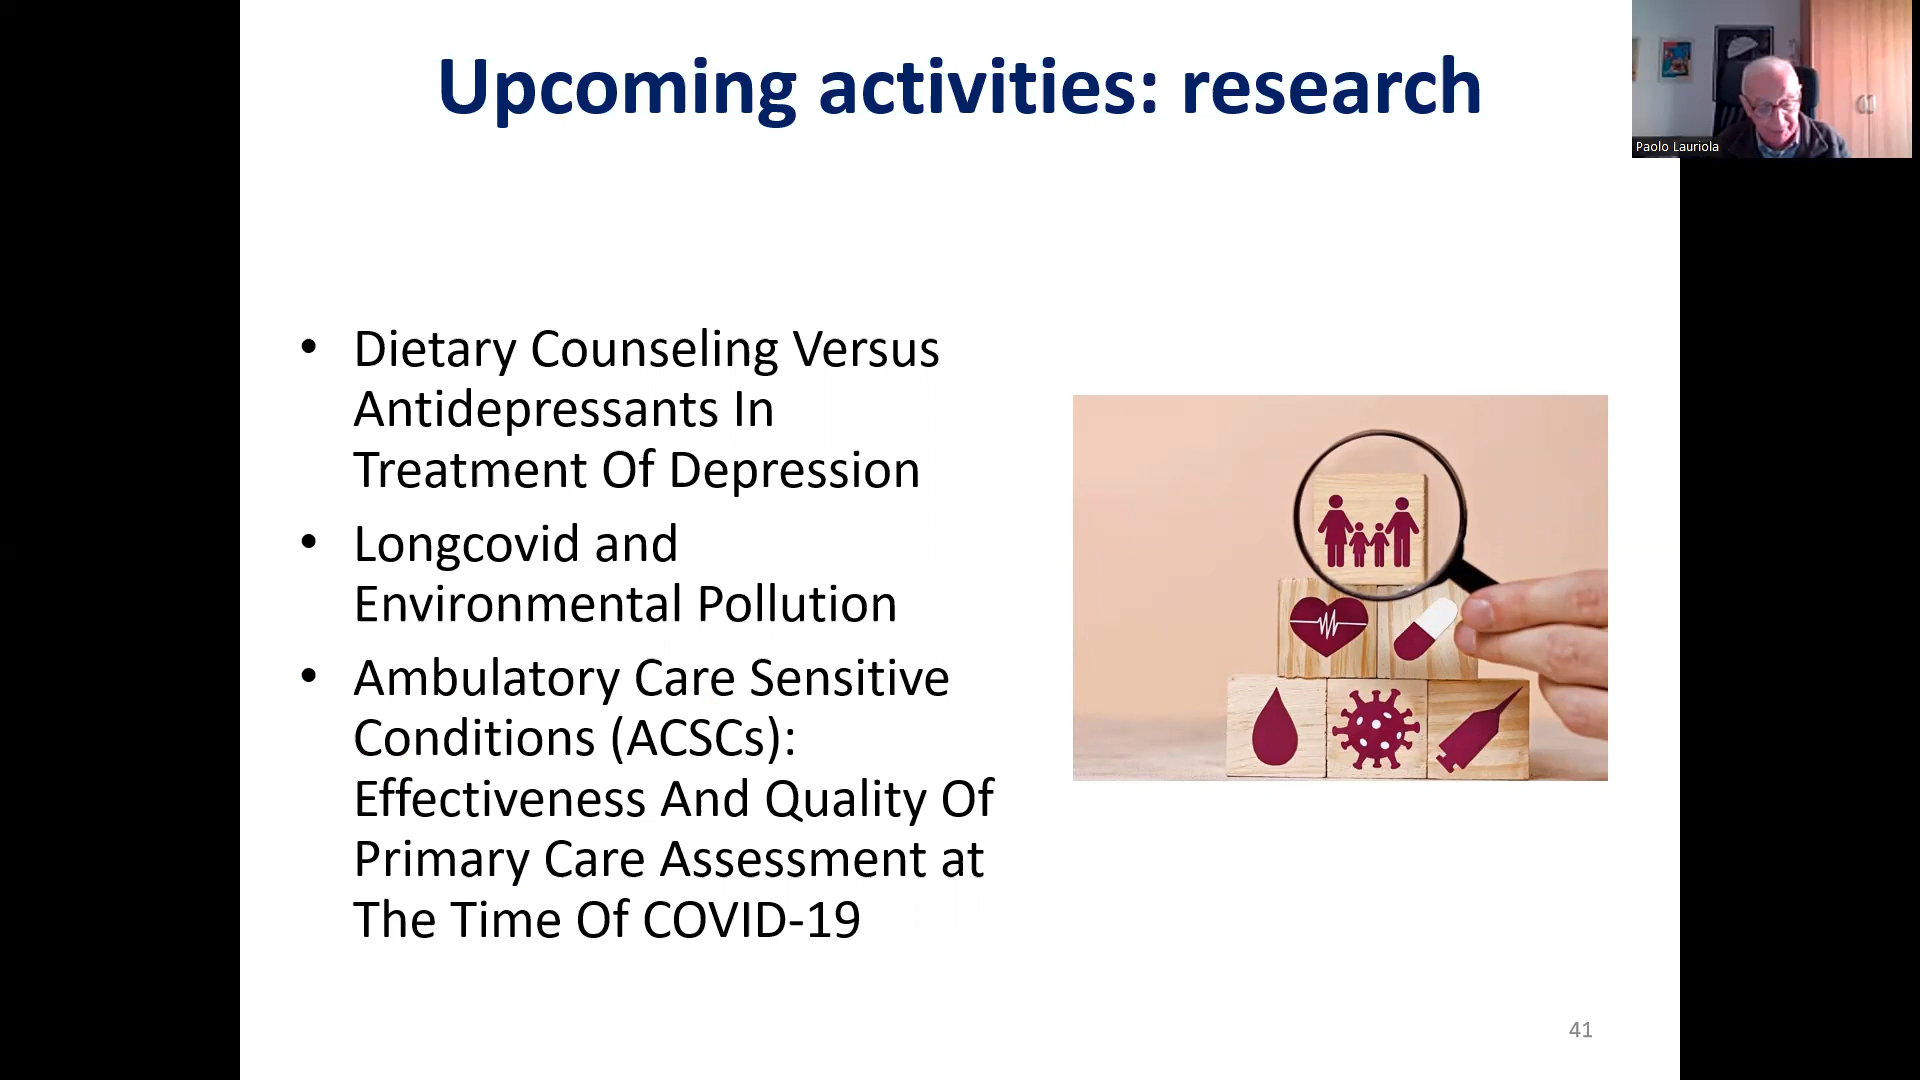 Upcoming activities: research
Paolo Lauriola
• Dietary Counseling Versus
Antidepressants In
Treatment Of Depression
• Longcovid and
Environmental Pollution
• Ambulatory Care Sensitive
Conditions (ACSCs):
Effectiveness And Quality Of
Primary Care Assessment at
The Time Of COVID-19
41